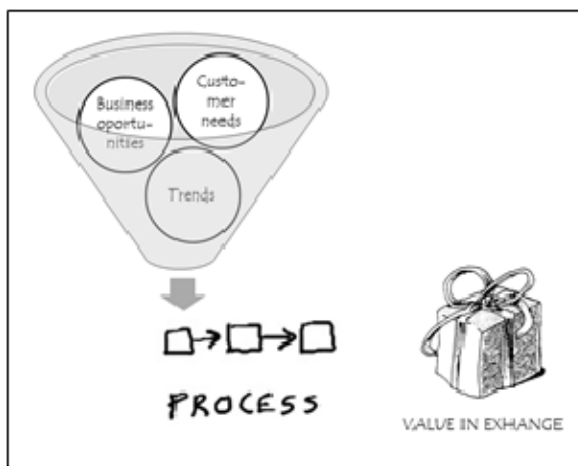 Business
oportu-
nities
Custo-
mer
needs
Trends
PROCESS
VALUE IN EXHANGE